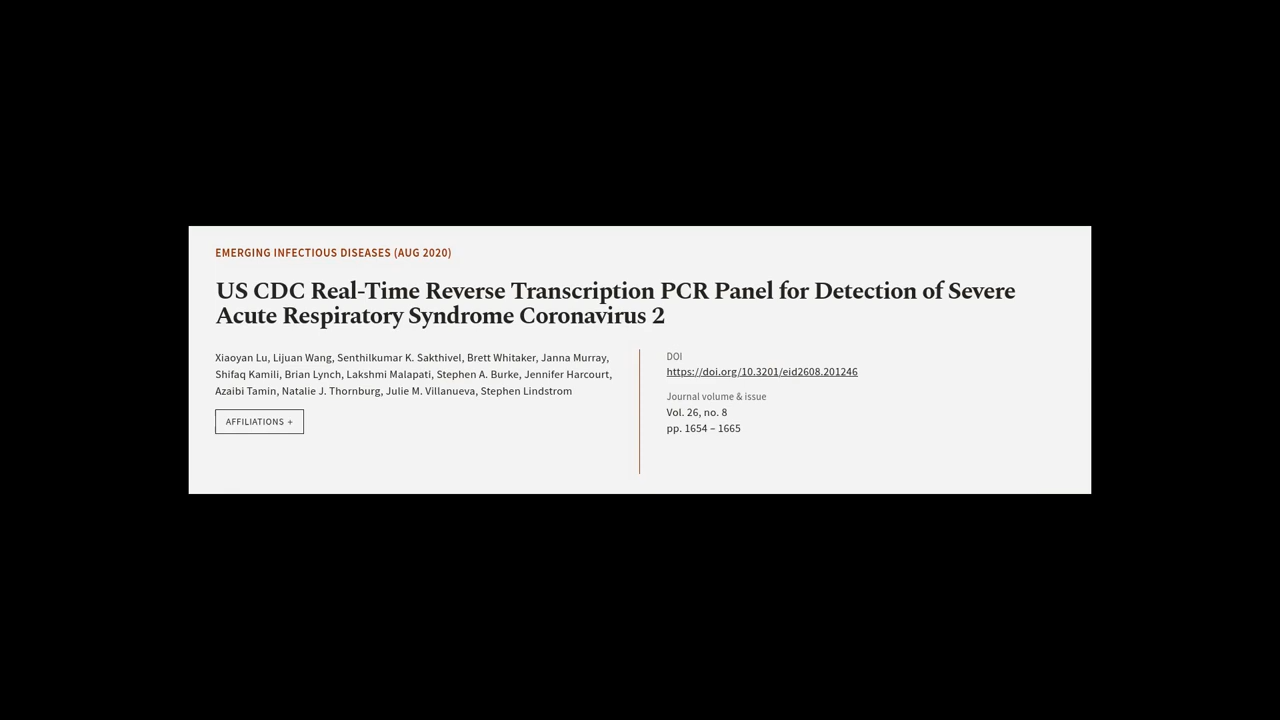 EMERGING INFECTIOUS DISEASES (AUG 2020)
US CDC Real-Time Reverse Transcription PCR Panel for Detection of Severe
Acute Respiratory Syndrome Coronavirus 2
Xiaoyan Lu, Lijuan Wang, Senthilkumar K. Sakthivel, Brett Whitaker, Janna Murray,
Shifaq Kamili, Brian Lynch, Lakshmi Malapati, Stephen A. Burke, Jennifer Harcourt,
Azaibi Tamin, Natalie J. Thornburg, Julie M. Villanueva, Stephen Lindstrom
AFFILIATIONS +
DOI
https://doi.org/10.3201/eid2608.201246
Journal volume & issue
Vol. 26, no. 8
pp. 1654 – 1665